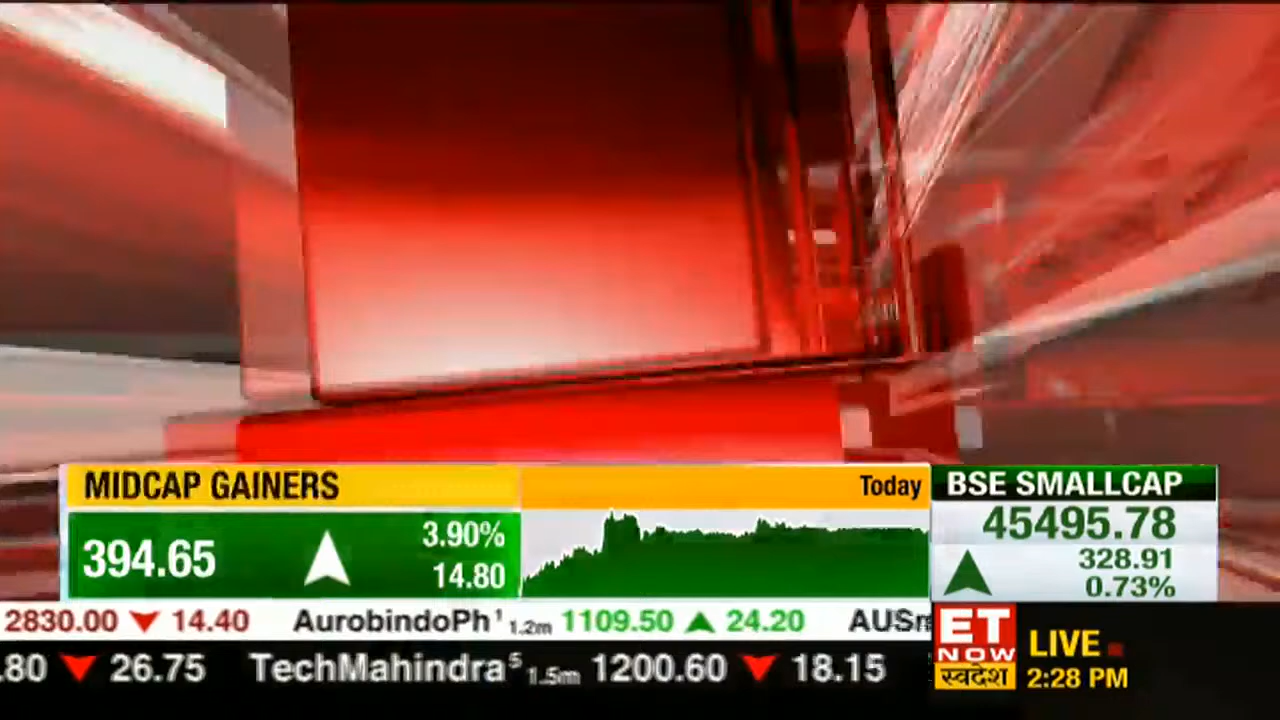 MIDCAP GAINERS
Today
BSE SMALLCAP
394.65
3.90%
14.80
45495.78
328.91
0.73%
2830.00 ▼ 14.40 AurobindoPh¹ 1.2m 1109.50 ▲ 24.20
.80 ▼ 26.75 TechMahindra⁵ 1.5m 1200.60 ▼ 18.15
ET
NOW
स्वदेश
LIVE
2:28 PM